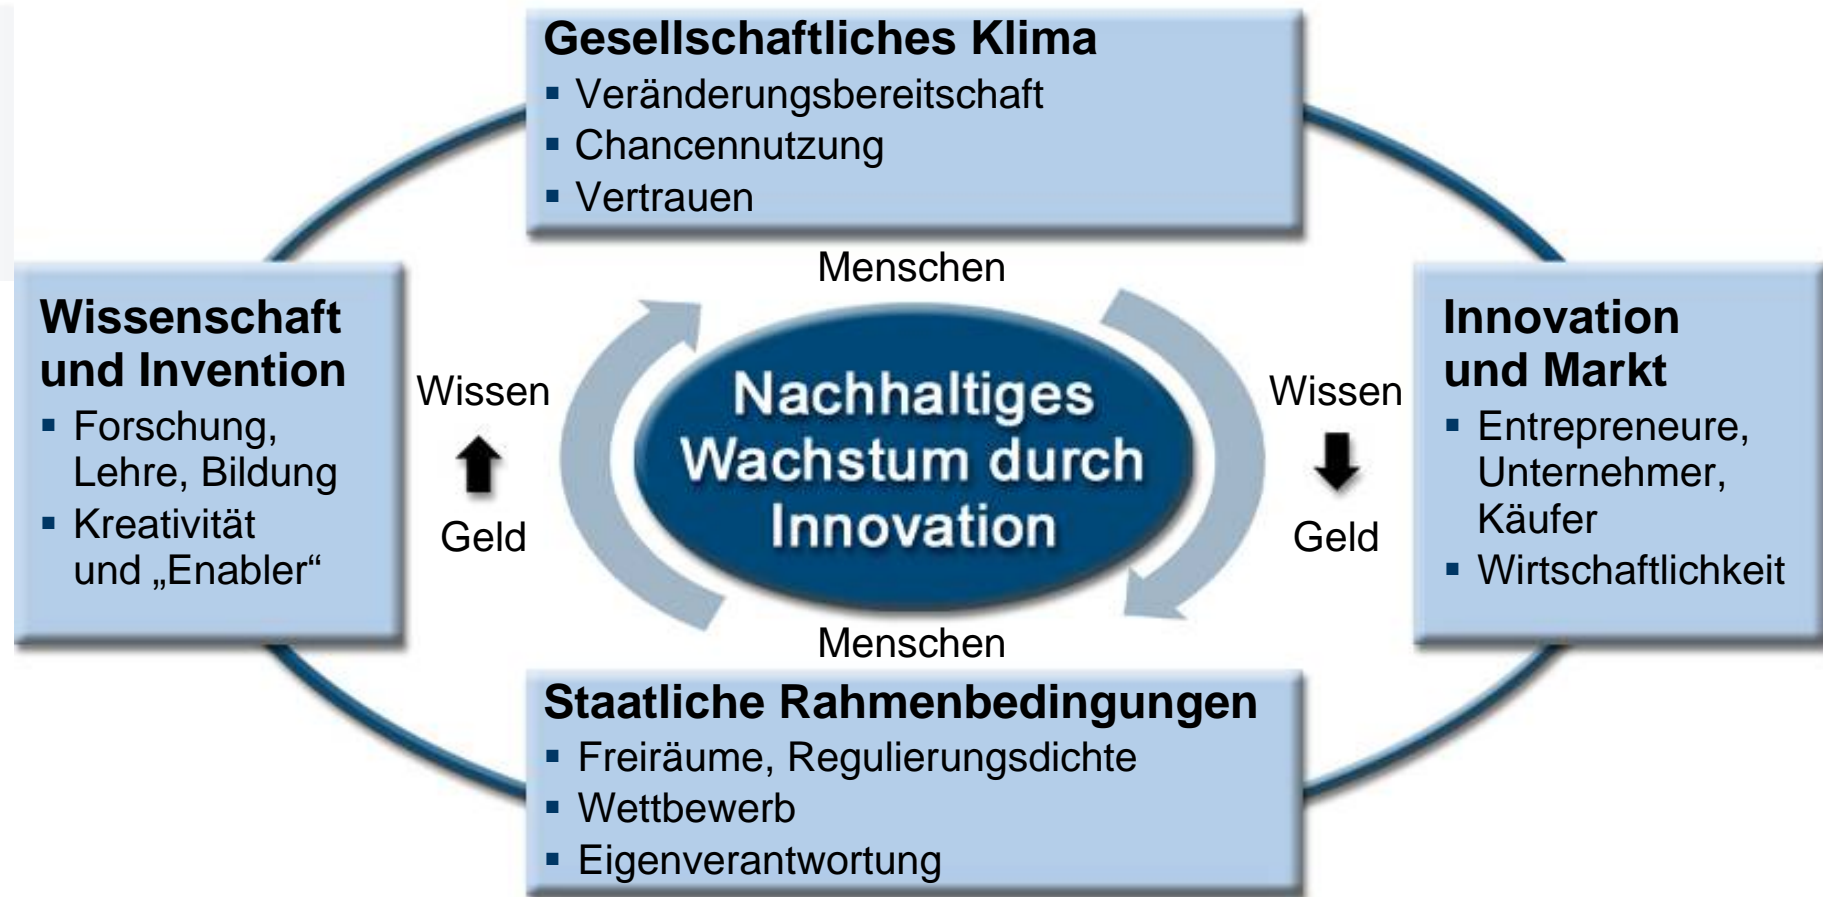 Gesellschaftliches Klima
▪ Veränderungsbereitschaft
▪ Chancennutzung
▪ Vertrauen
Menschen
Wissenschaft
und Invention
▪ Forschung,
Lehre, Bildung
▪ Kreativität
und „Enabler“
Wissen
Geld
Nachhaltiges
Wachstum durch
Innovation
Wissen
Geld
Innovation
und Markt
▪ Entrepreneure,
Unternehmer,
Käufer
▪ Wirtschaftlichkeit
Menschen
Staatliche Rahmenbedingungen
▪ Freiräume, Regulierungsdichte
▪ Wettbewerb
▪ Eigenverantwortung